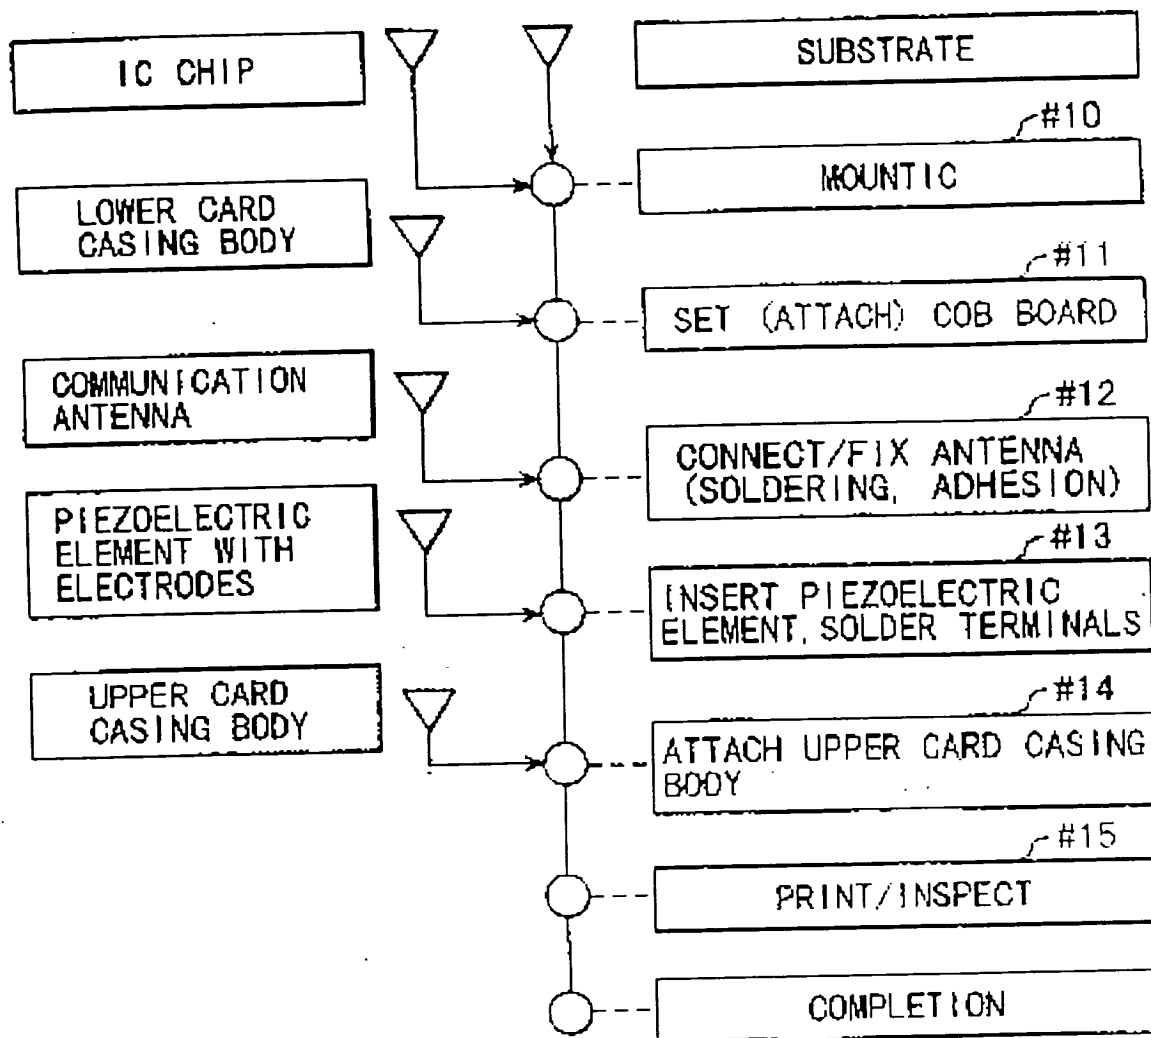 IC CHIP
SUBSTRATE
#10
MOUNTIC
LOWER CARD
CASING BODY
#11
SET (ATTACH) COB BOARD
COMMUNICATION
ANTENNA
#12
CONNECT/FIX ANTENNA
(SOLDERING, ADHESION)
PIEZOELECTRIC
ELEMENT WITH
ELECTRODES
#13
INSERT PIEZOELECTRIC
ELEMENT, SOLDER TERMINALS
UPPER CARD
CASING BODY
#14
ATTACH UPPER CARD CASING
BODY
#15
PRINT/INSPECT
COMPLETION